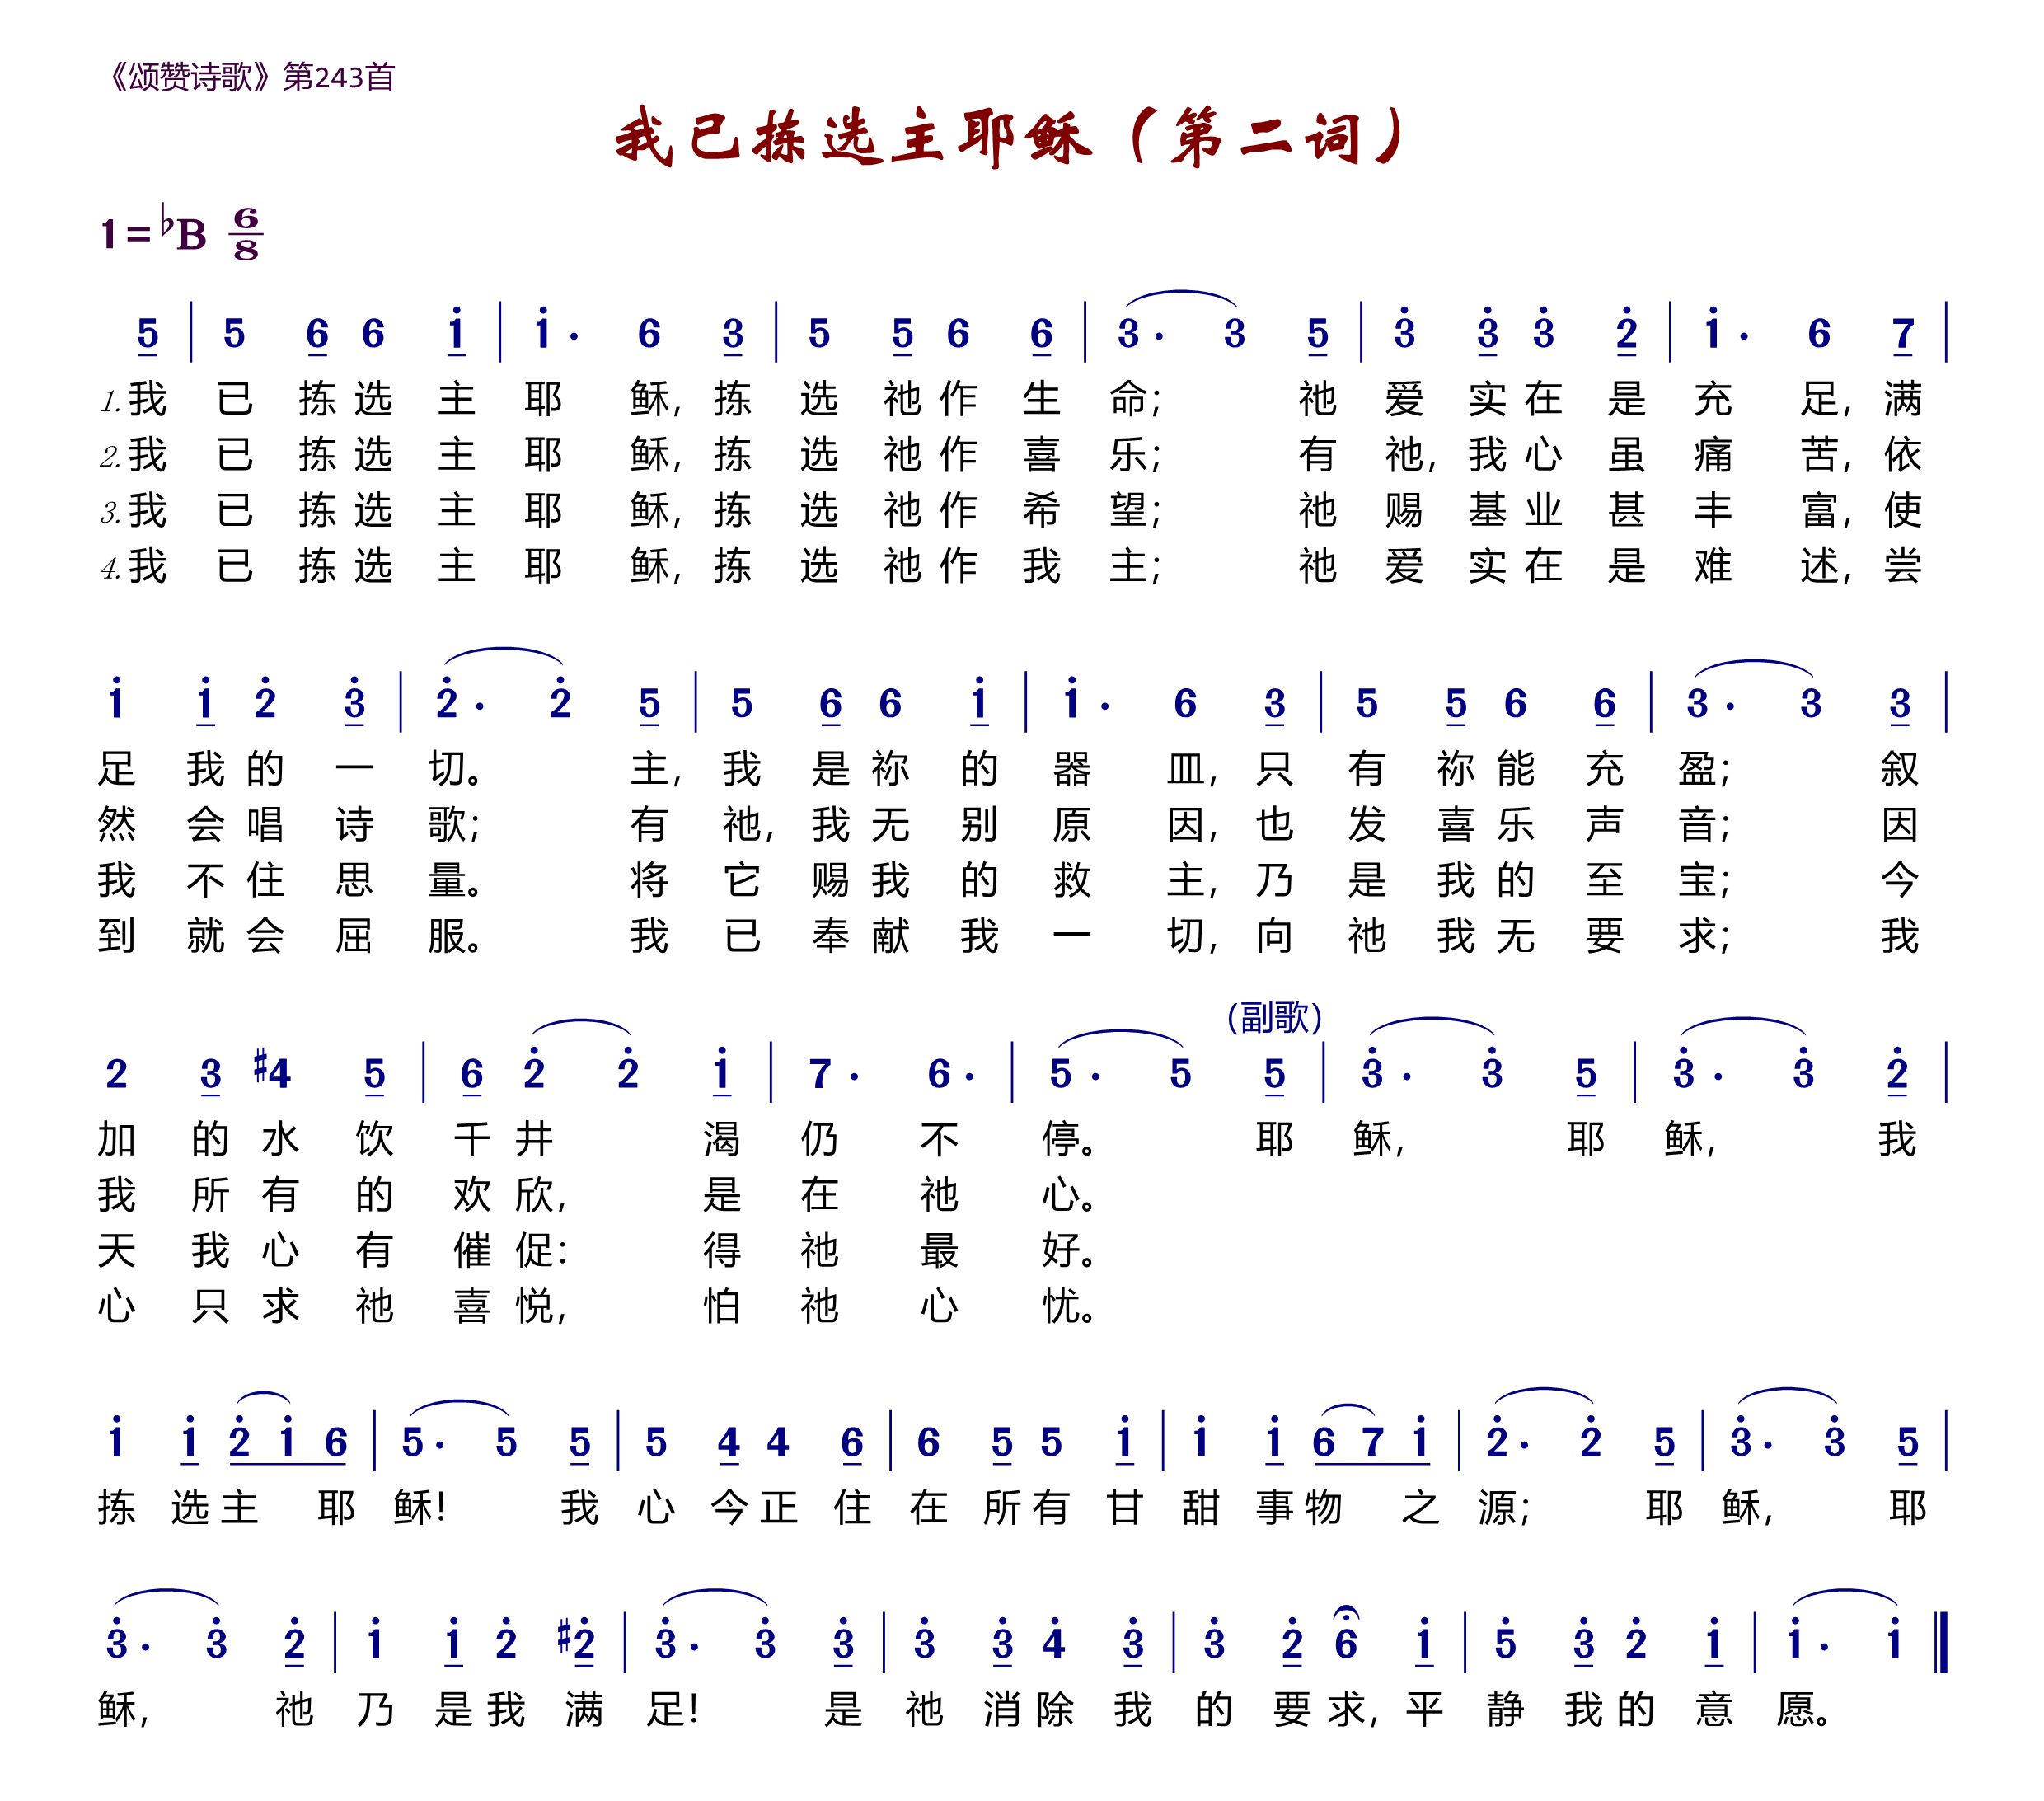 《颂赞诗歌》第243首
我已拣选主耶稣（第二词）
1=♭B 6/8
5 | 5 6 6 i | i · 6 3 | 5 5 6 6 | 3 · 3 5 | 3̇ 3̇ 3̇ 2̇ | i · 6 7 |
1.我 已 拣 选 主 耶 稣, 拣 选 祂 作 生 命; 祂 爱 实 在 是 充 足, 满
2.我 已 拣 选 主 耶 稣, 拣 选 祂 作 喜 乐; 有 祂, 我 心 虽 痛 苦, 依
3.我 已 拣 选 主 耶 稣, 拣 选 祂 作 希 望; 祂 赐 基 业 甚 丰 富, 使
4.我 已 拣 选 主 耶 稣, 拣 选 祂 作 我 主; 祂 爱 实 在 是 难 述, 尝
i i 2̇ 3̇ | 2̇ · 2̇ 5 | 5 6 6 i | i · 6 3 | 5 5 6 6 | 3 · 3 3 |
足 我 的 一 切。 主, 我 是 祢 的 器 皿, 只 有 祢 能 充 盈; 叙
然 会 唱 诗 歌; 有 祂, 我 无 别 原 因, 也 发 喜 乐 声 音; 因
我 不 住 思 量。 将 它 赐 我 的 救 主, 乃 是 我 的 至 宝; 今
到 就 会 屈 服。 我 已 奉 献 我 一 切, 向 祂 我 无 要 求; 我
(副歌)
2 3 #4 5 | 6 2̇ 2̇ i | 7 · 6 · | 5 · 5 5 | 3̇ · 3̇ 5 | 3̇ · 3̇ 2̇ |
加 的 水 饮 千 井 渴 仍 不 停。 耶 稣, 耶 稣, 我
我 所 有 的 欢 欣, 是 在 祂 心。
天 我 心 有 催 促: 得 祂 最 好。
心 只 求 祂 喜 悦, 怕 祂 心 忧。
i i 2̇ i 6 | 5 · 5 5 | 5 4 4 6 | 6 5 5 i | i i 6 7 i | 2̇ · 2̇ 5 | 3̇ · 3̇ 5 |
拣 选 主 耶 稣! 我 心 今 正 住 在 所 有 甘 甜 事 物 之 源; 耶 稣, 耶
3̇ · 3̇ 2̇ | i i 2̇ #2̇ | 3̇ · 3̇ 3̇ | 3̇ 3̇ 4̇ 3̇ | 3̇ 2̇ 6 i | 5̇ 3̇ 2̇ i | i · i ‖
稣, 祂 乃 是 我 满 足! 是 祂 消 除 我 的 要 求, 平 静 我 的 意 愿。